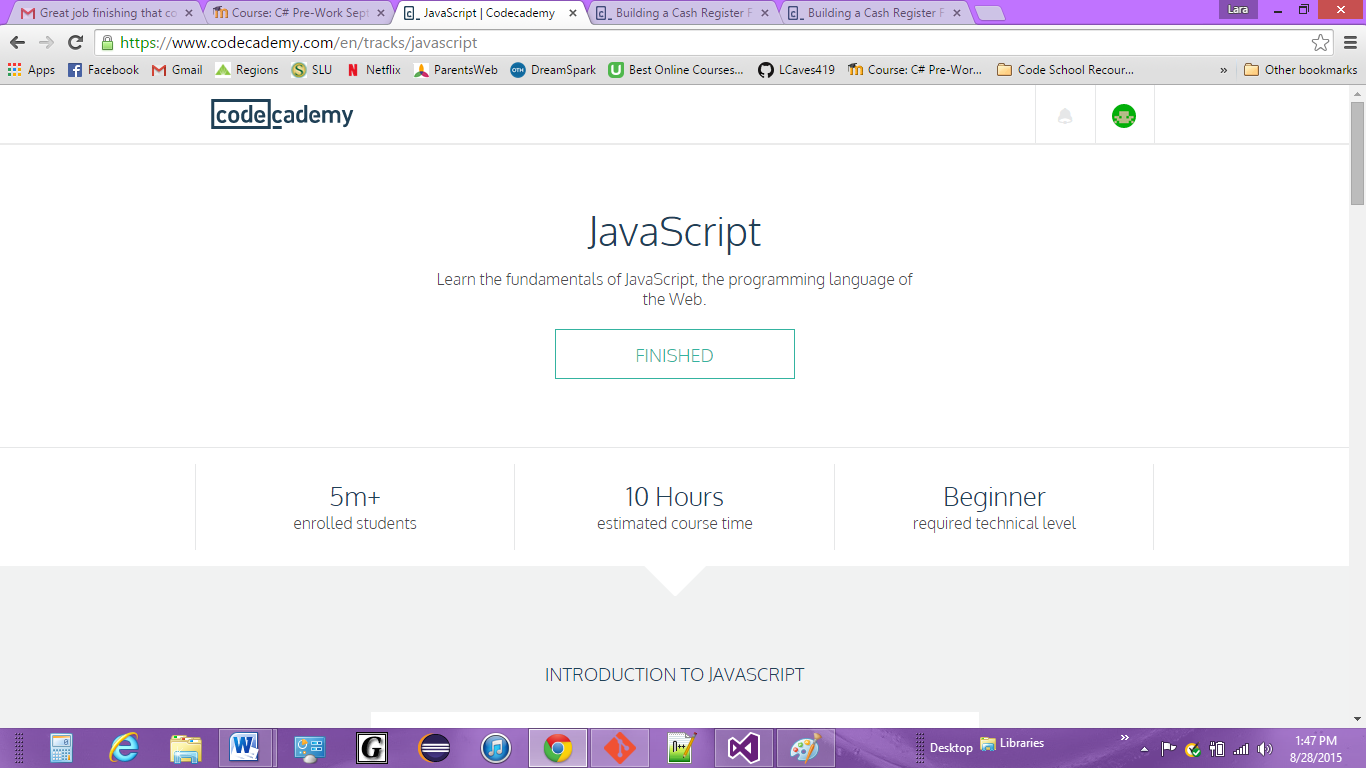 Great job finishing that co
Course: C# Pre-Work Sept
JavaScript | Codecademy
Building a Cash Register F
Building a Cash Register F
Lara
https://www.codecademy.com/en/tracks/javascript
Apps
Facebook
Gmail
Regions
SLU
Netflix
ParentsWeb
DreamSpark
Best Online Courses...
LCaves419
Course: C# Pre-Wor...
Code School Recour...
»
Other bookmarks
codecademy
JavaScript
Learn the fundamentals of JavaScript, the programming language of
the Web.
FINISHED
5m+
enrolled students
10 Hours
estimated course time
Beginner
required technical level
INTRODUCTION TO JAVASCRIPT
Desktop
Libraries
»
1:47 PM
8/28/2015